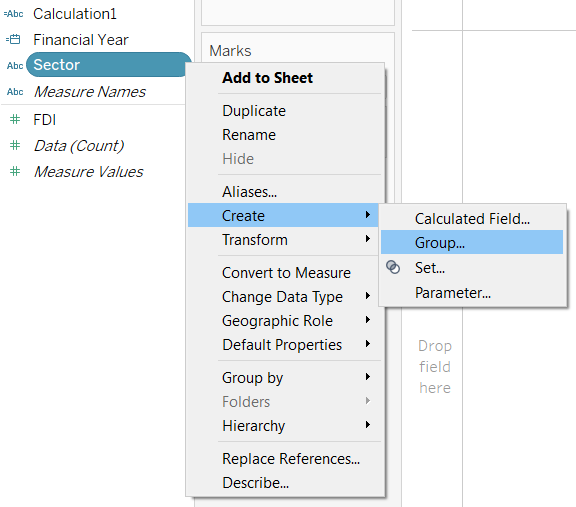 =Abc Calculation1
Financial Year
Abc Sector
Abc Measure Names
# FDI
# Data (Count)
# Measure Values
Marks
Add to Sheet
Duplicate
Rename
Hide
Aliases...
Create
Transform
Convert to Measure
Change Data Type
Geographic Role
Default Properties
Group by
Folders
Hierarchy
Replace References...
Describe...
Calculated Field...
Group...
Set...
Parameter...
Drop
field
here